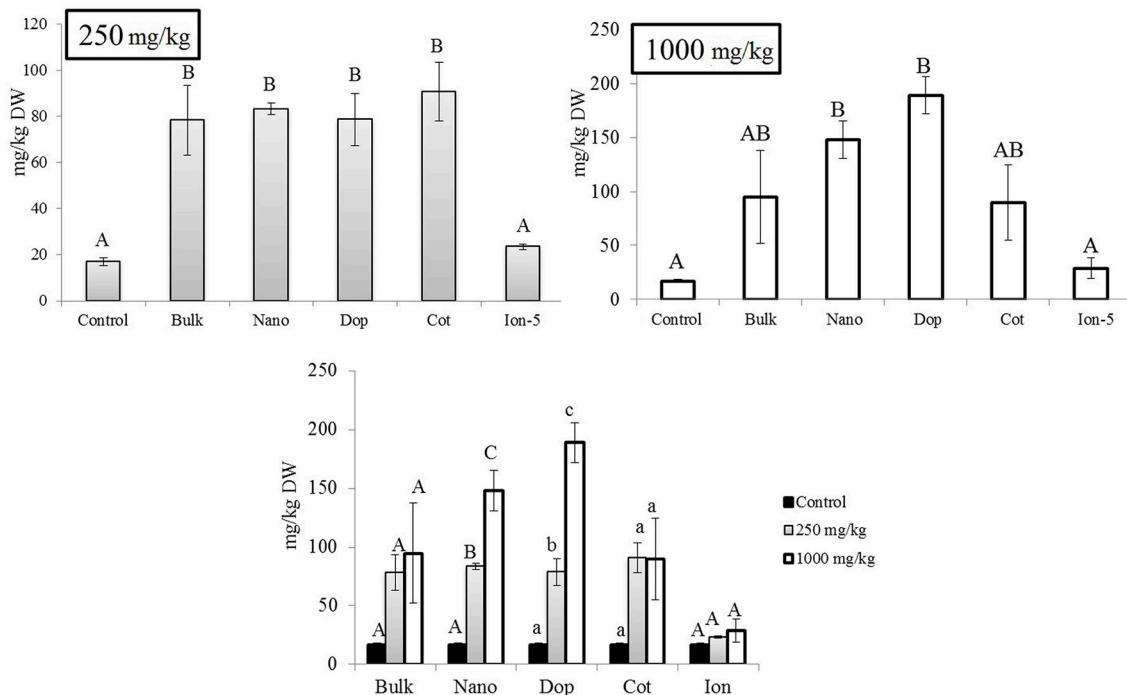 250 mg/kg
mg/kg DW
120
100
80
60
40
20
0
A
B
B
B
B
A
Control Bulk Nano Dop Cot Ion-5
1000 mg/kg
mg/kg DW
250
200
150
100
50
0
A
AB
B
B
AB
A
Control Bulk Nano Dop Cot Ion-5
mg/kg DW
250
200
150
100
50
0
A A A
A B C
a b c
a a a
A A A
Bulk Nano Dop Cot Ion
Control
250 mg/kg
1000 mg/kg